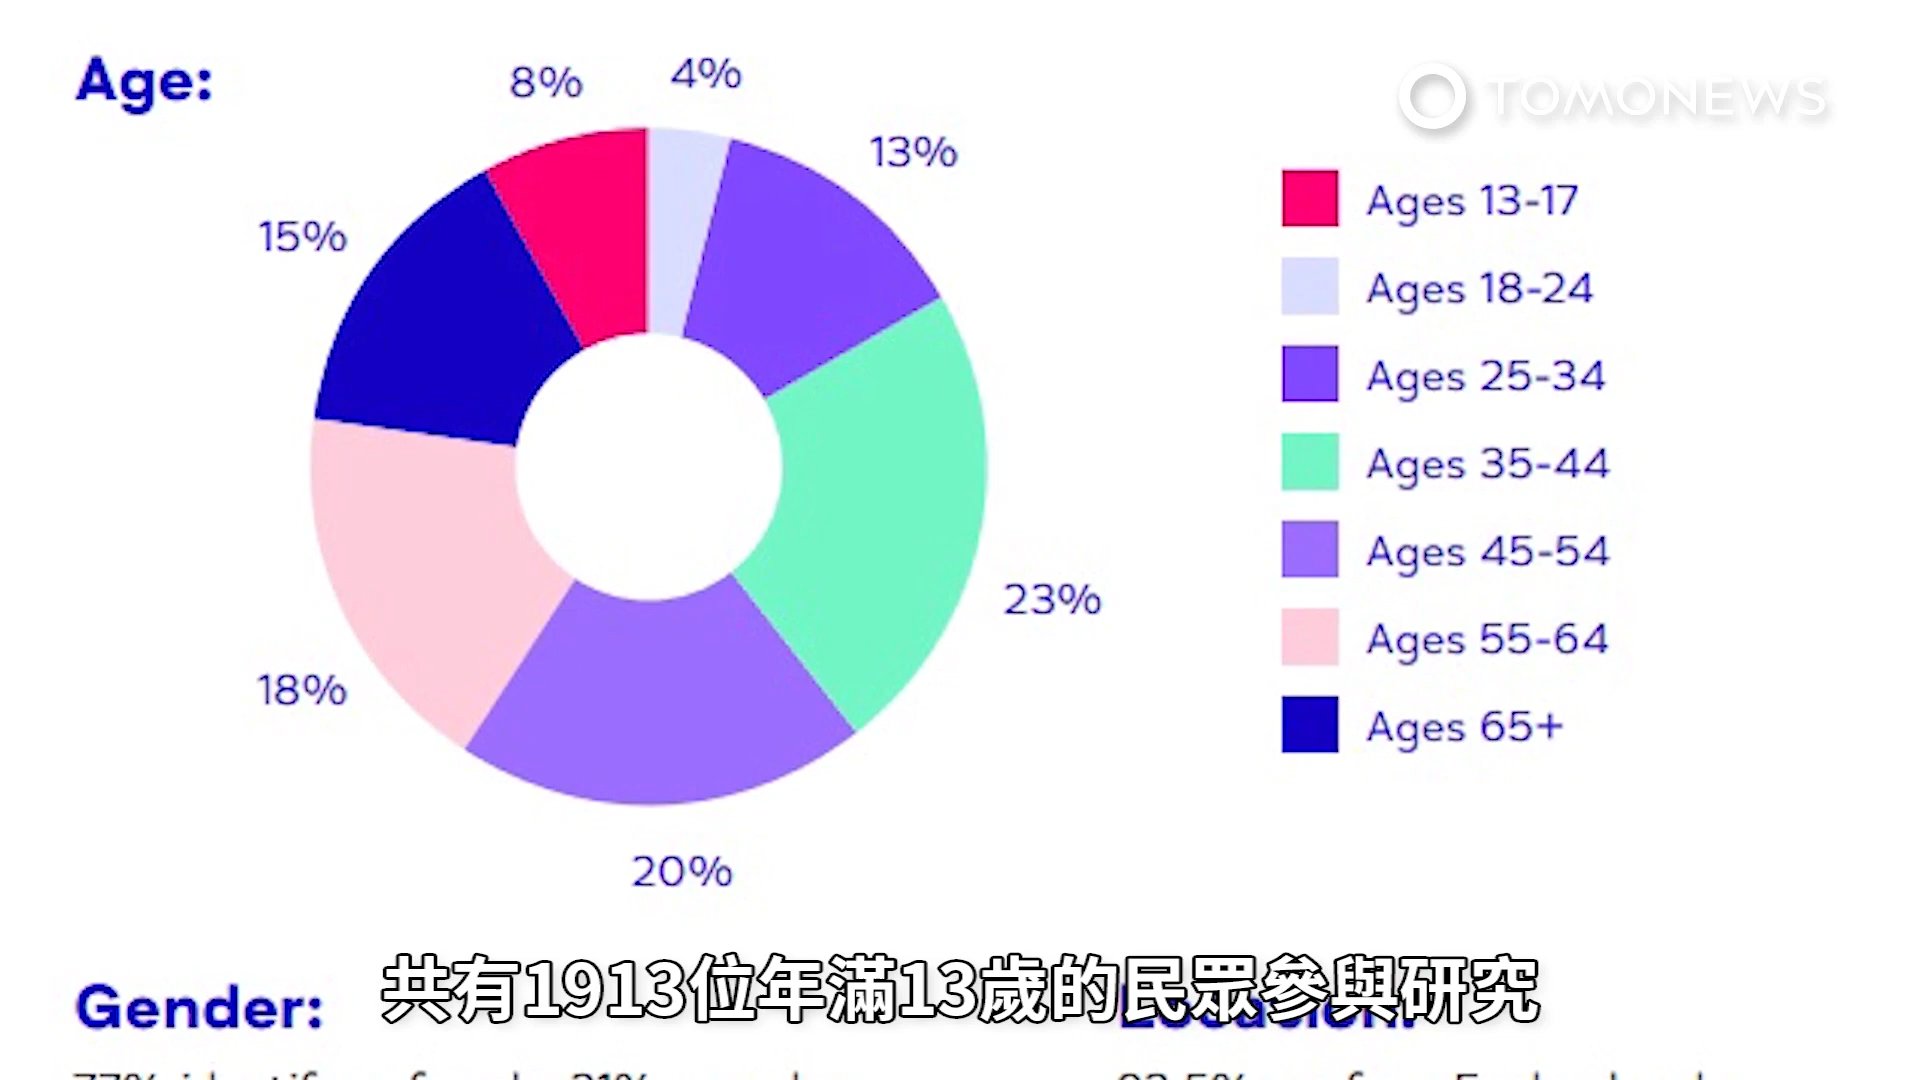 Age:
TOMONEWS
8%
4%
13%
15%
23%
18%
20%
Ages 13-17
Ages 18-24
Ages 25-34
Ages 35-44
Ages 45-54
Ages 55-64
Ages 65+
Gender:
共有1913位年滿13歲的民眾參與研究